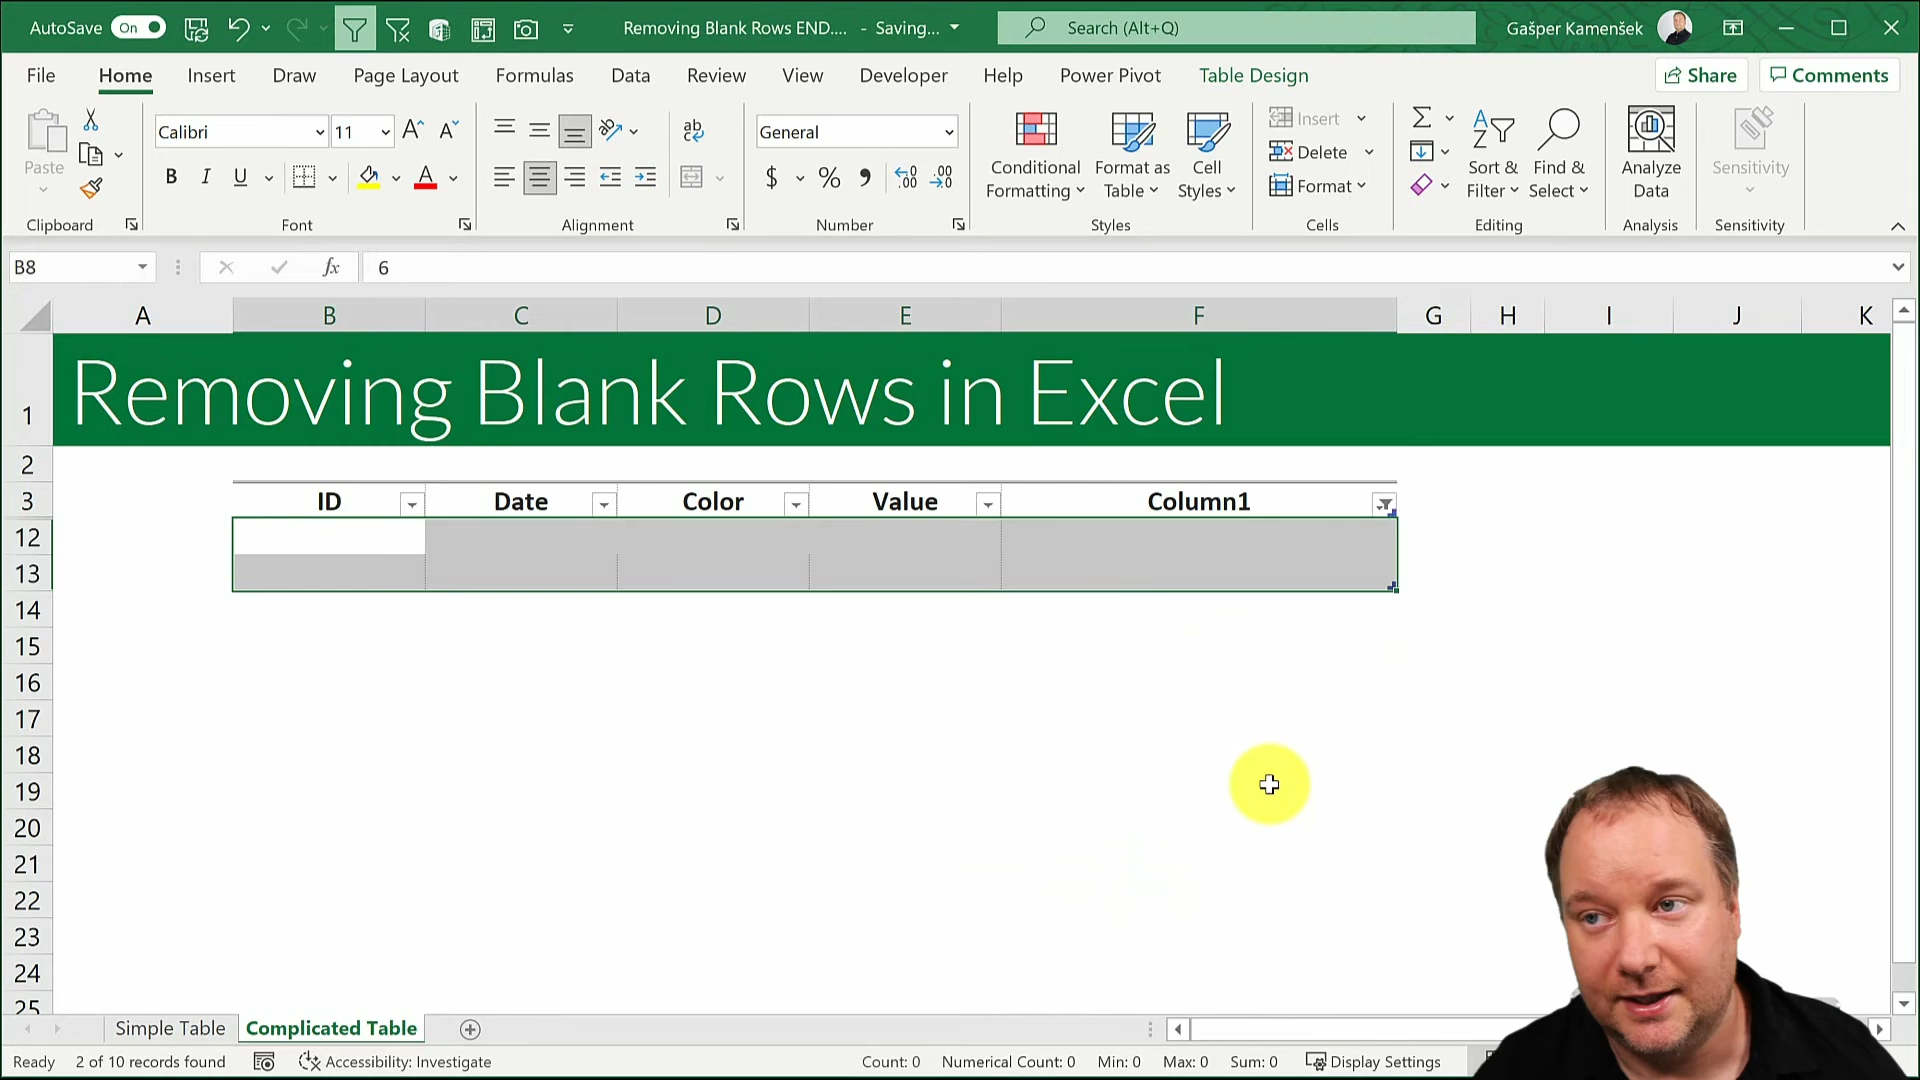 AutoSave On Removing Blank Rows END.... - Saving... Search (Alt+Q) Gašper Kamenšek
File Home Insert Draw Page Layout Formulas Data Review View Developer Help Power Pivot Table Design Share Comments
Paste
Clipboard
Calibri 11
B I U A
Font
ab
Alignment
General
$ % 9 .00 .00
Number
Conditional Formatting
Format as Table
Cell Styles
Styles
Insert
Delete
Format
Cells
Sort & Filter
Find & Select
Editing
Analyze Data
Analysis
Sensitivity
Sensitivity
B8 fx 6
A B C D E F G H I J K
1 Removing Blank Rows in Excel
2
3 ID Date Color Value Column1
12
13
14
15
16
17
18
19
20
21
22
23
24
25
Simple Table Complicated Table
Ready 2 of 10 records found Accessibility: Investigate Count: 0 Numerical Count: 0 Min: 0 Max: 0 Sum: 0 Display Settings